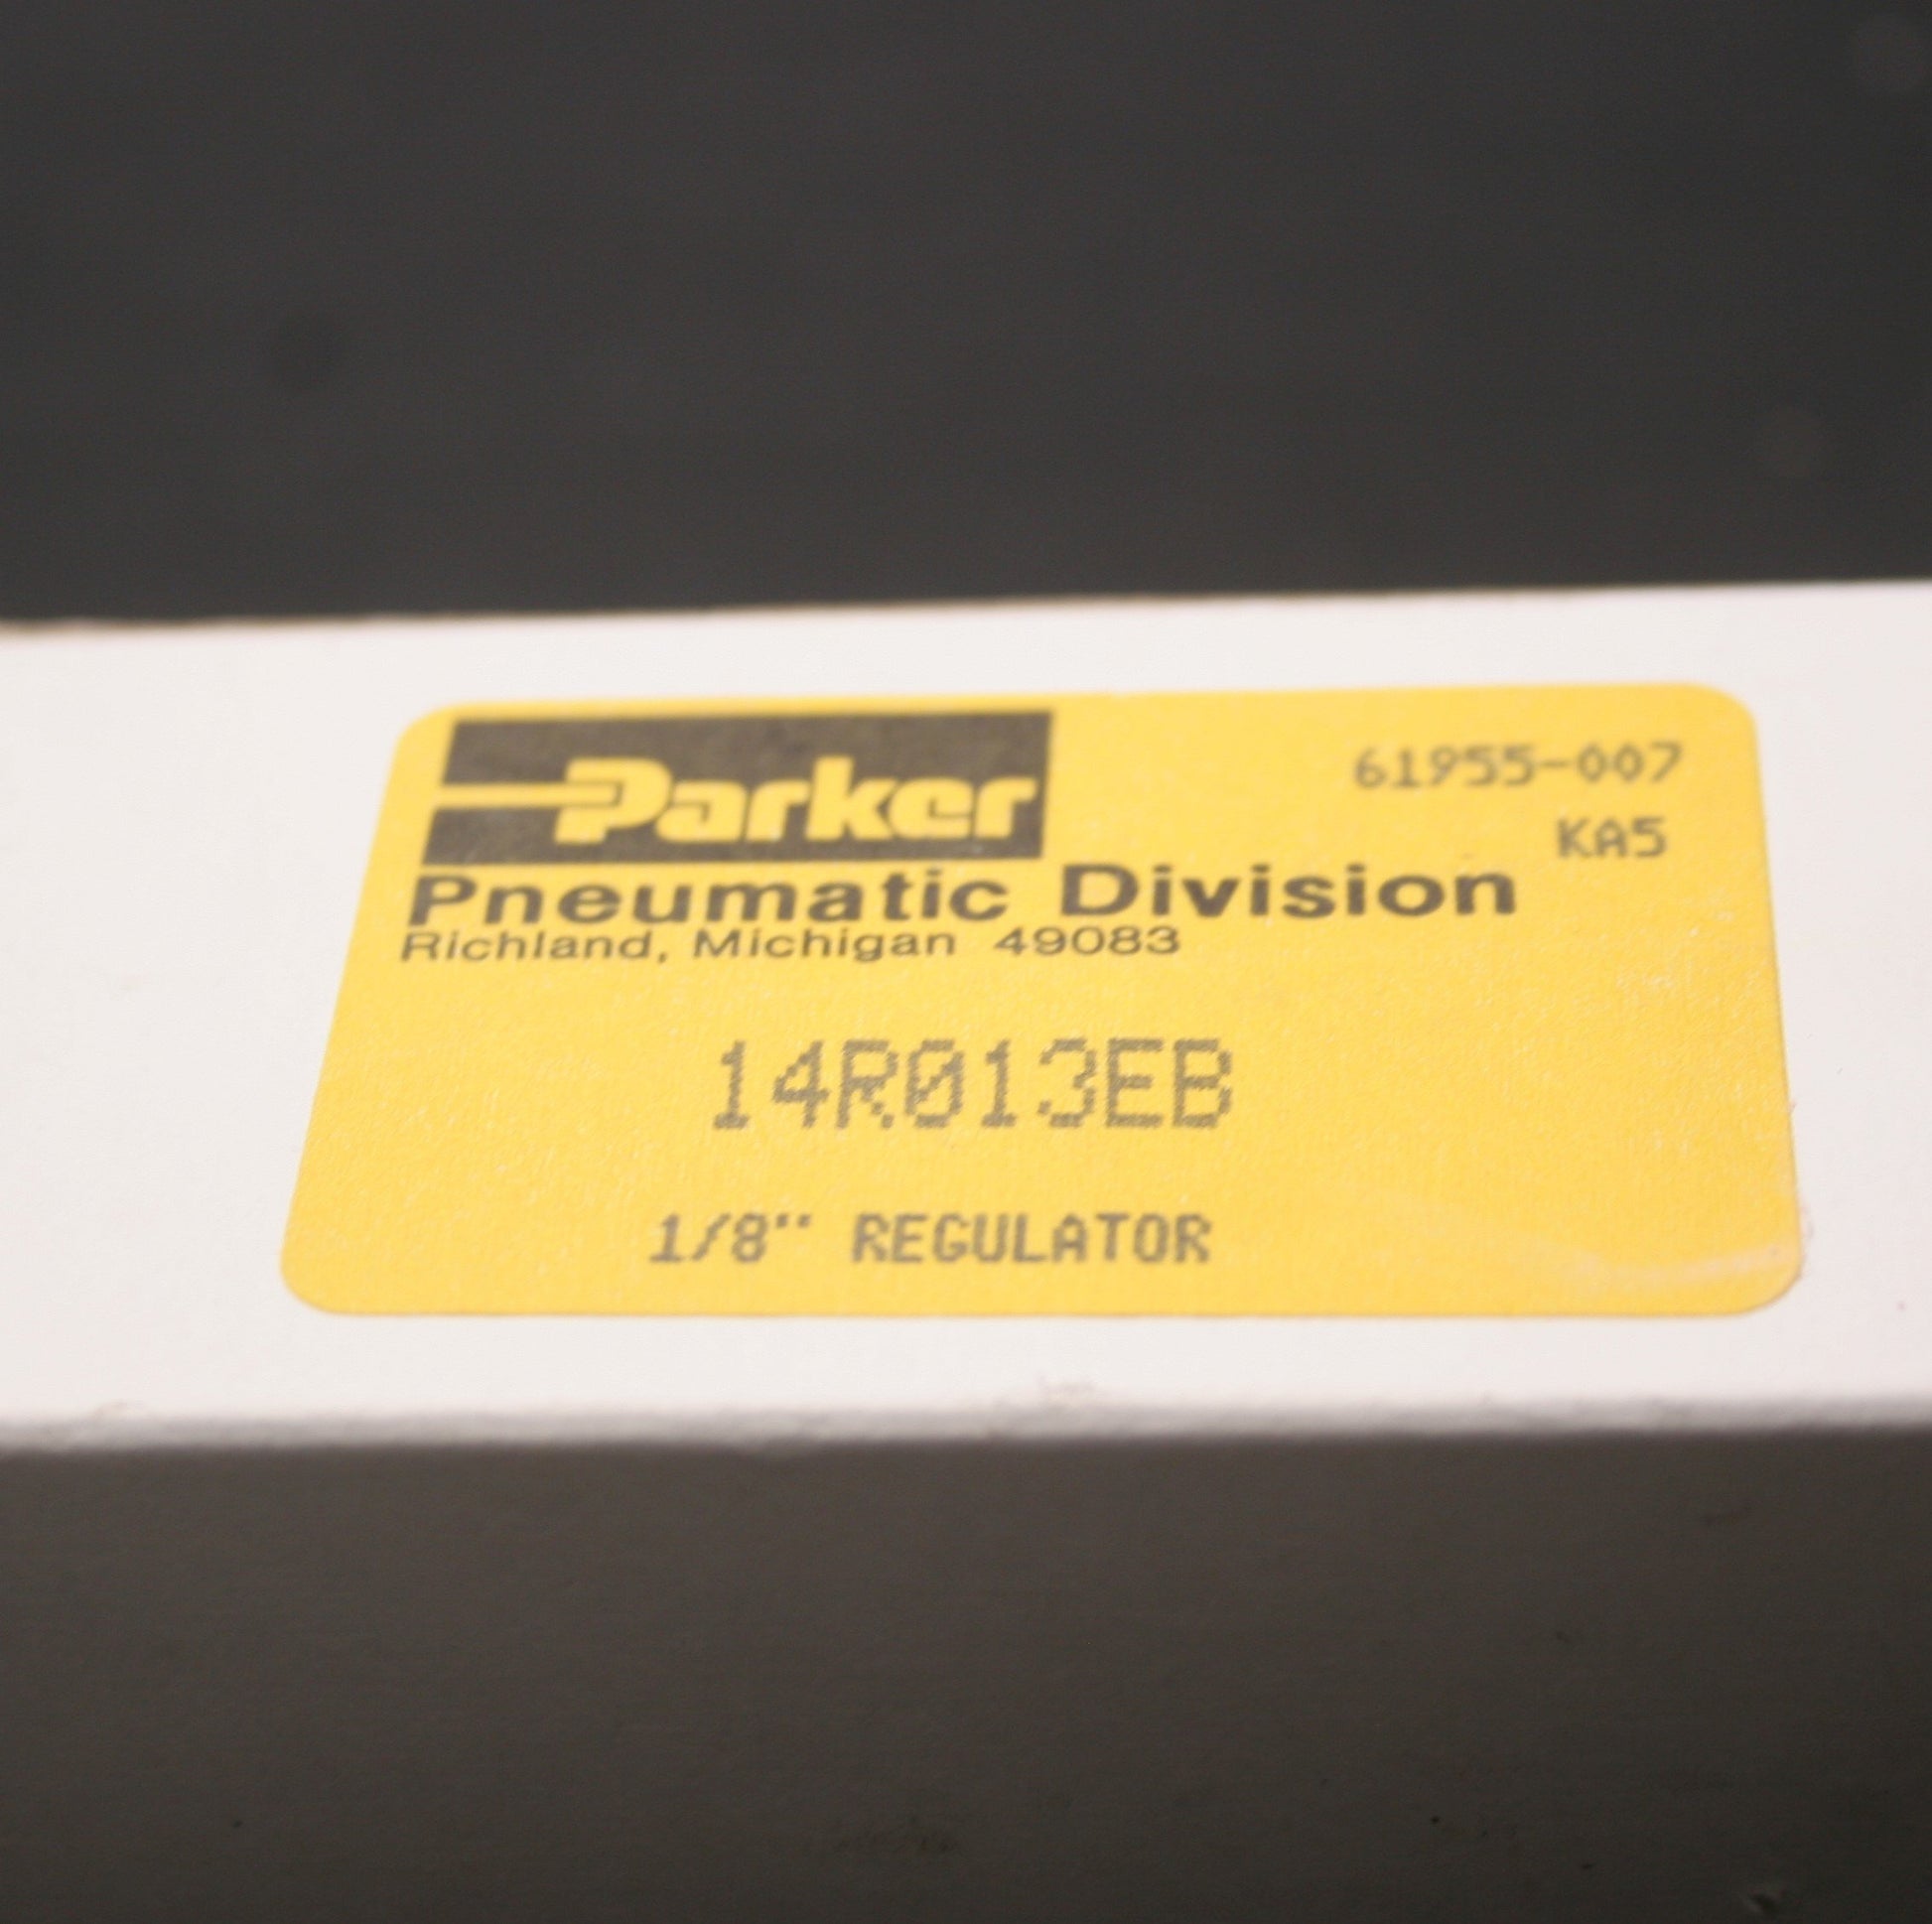 Parker
61955-007
KA5
Pneumatic Division
Richland, Michigan 49083
14R013EB
1/8" REGULATOR